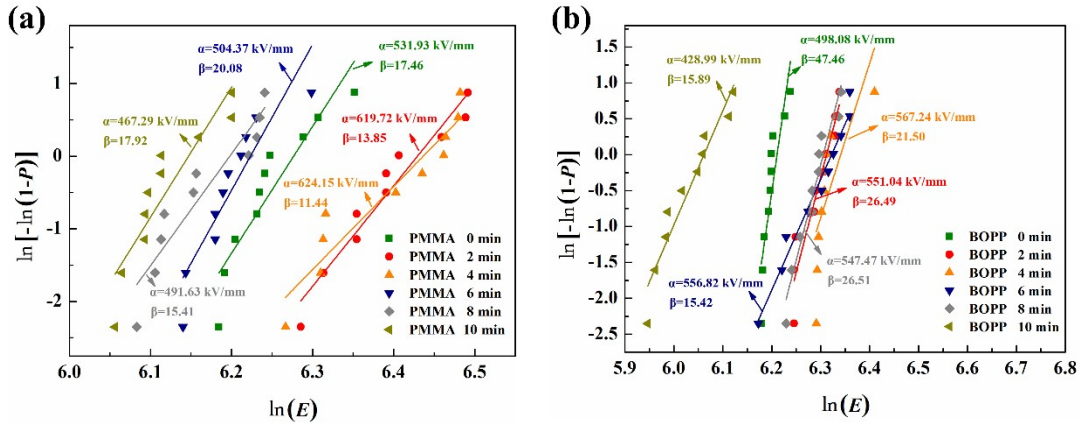 (a)
ln [-ln (1-P)]
1
0
-1
-2
6.0
6.1
6.2
6.3
6.4
6.5
ln (E)
α=504.37 kV/mm
β=20.08
α=531.93 kV/mm
β=17.46
α=467.29 kV/mm
β=17.92
α=619.72 kV/mm
β=13.85
α=624.15 kV/mm
β=11.44
α=491.63 kV/mm
β=15.41
PMMA 0 min
PMMA 2 min
PMMA 4 min
PMMA 6 min
PMMA 8 min
PMMA 10 min
(b)
ln [-ln (1-P)]
1.5
1.0
0.5
0.0
-0.5
-1.0
-1.5
-2.0
-2.5
5.9
6.0
6.1
6.2
6.3
6.4
6.5
6.6
6.7
6.8
ln (E)
α=498.08 kV/mm
β=47.46
α=428.99 kV/mm
β=15.89
α=567.24 kV/mm
β=21.50
α=551.04 kV/mm
β=26.49
α=547.47 kV/mm
β=26.51
α=556.82 kV/mm
β=15.42
BOPP 0 min
BOPP 2 min
BOPP 4 min
BOPP 6 min
BOPP 8 min
BOPP 10 min